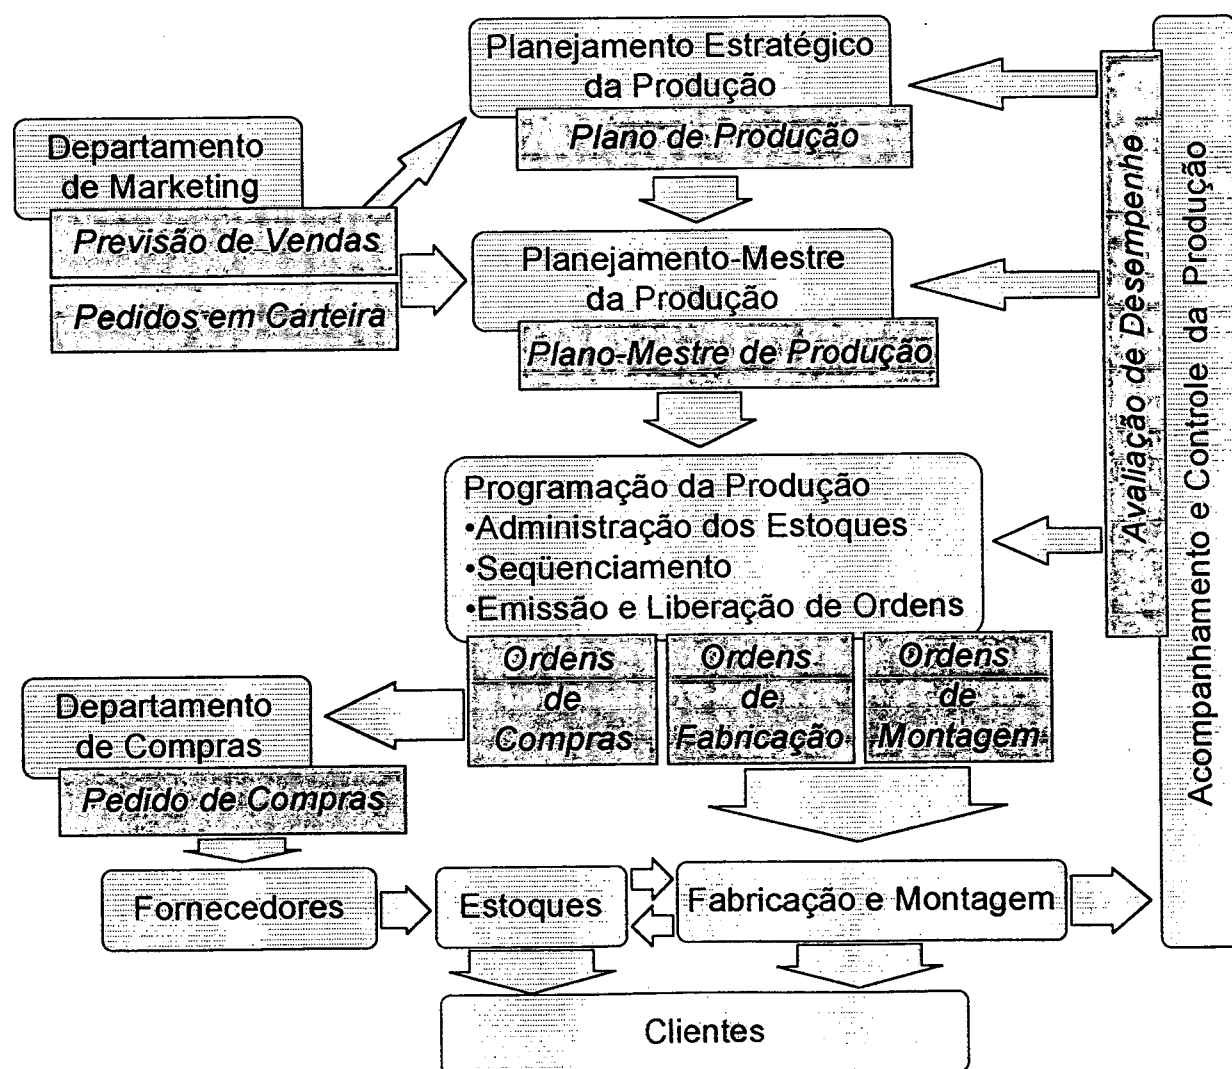 Planejamento Estratégico
da Produção
Plano de Produção
Departamento
de Marketing
Previsão de Vendas
Pedidos em Carteira
Planejamento-Mestre
da Produção
Plano-Mestre de Produção
Programação da Produção
•Administração dos Estoques
•Seqüenciamento
•Emissão e Liberação de Ordens
Ordens
de
Compras
Ordens
de
Fabricação
Ordens
de
Montagem
Departamento
de Compras
Pedido de Compras
Fornecedores
Estoques
Fabricação e Montagem
Clientes
Avaliação de Desempenho
Acompanhamento e Controle da Produção